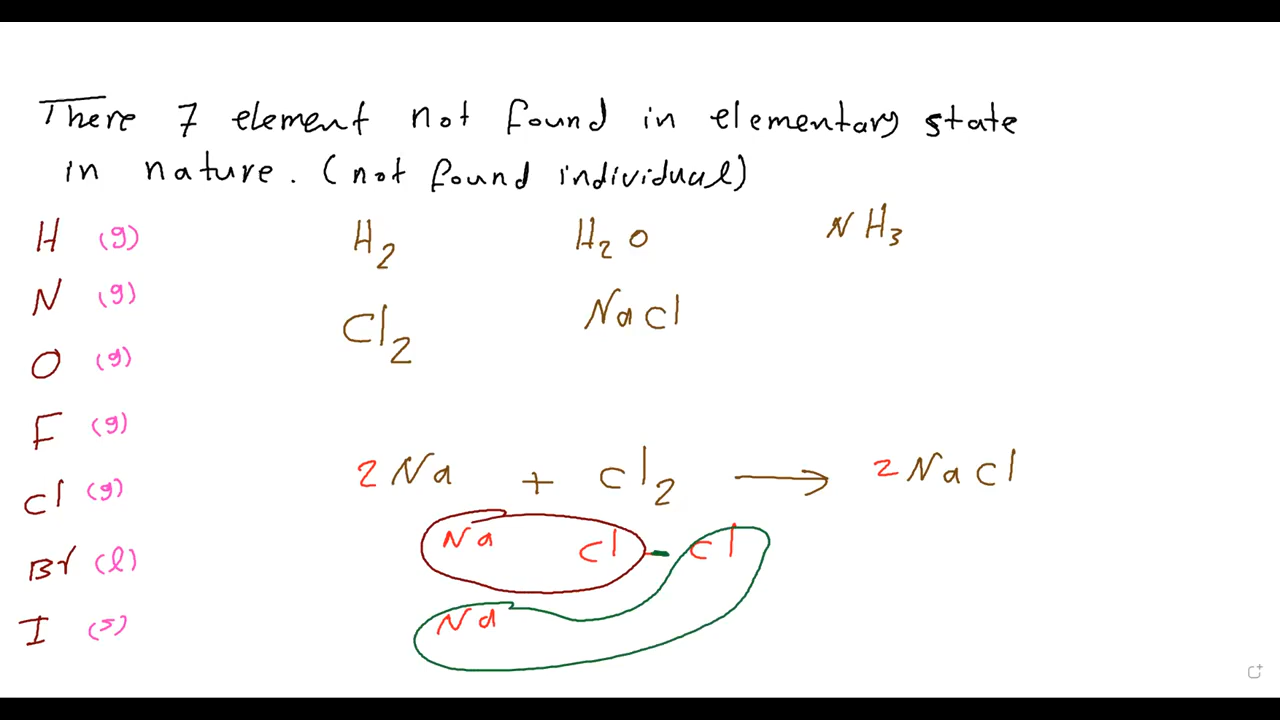 There 7 element not found in elementary state
in nature. (not found individual)
H (g) H2 H2O NH3
N (g)
Cl2 NaCl
O (g)
F (g)
2Na + Cl2 → 2NaCl
Cl (g)
Na Cl - Cl
Br (l)
Na
I (s)